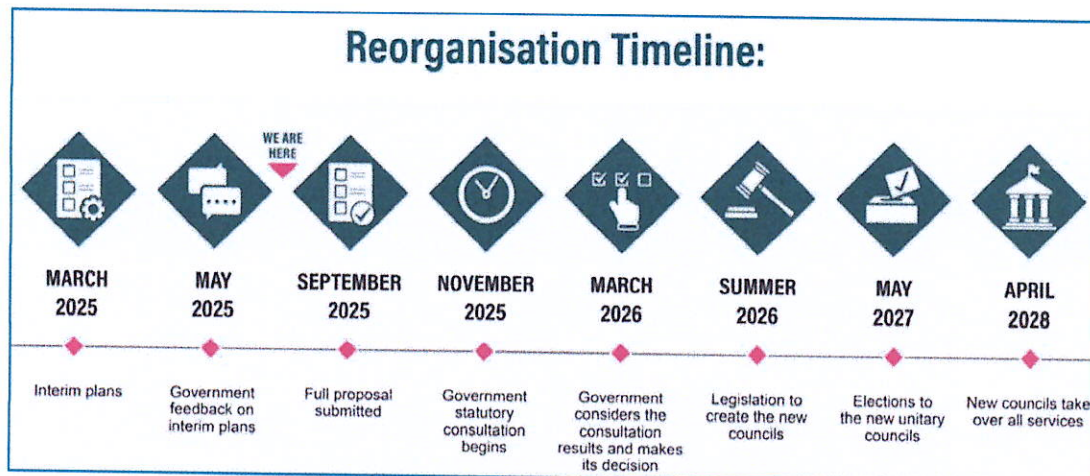 Reorganisation Timeline:
WE ARE
HERE
MARCH
2025
MAY
2025
SEPTEMBER
2025
NOVEMBER
2025
MARCH
2026
SUMMER
2026
MAY
2027
APRIL
2028
Interim plans
Government
feedback on
interim plans
Full proposal
submitted
Government
statutory
consultation
begins
Government
considers the
consultation
results and makes
its decision
Legislation to
create the new
councils
Elections to
the new unitary
councils
New councils take
over all services